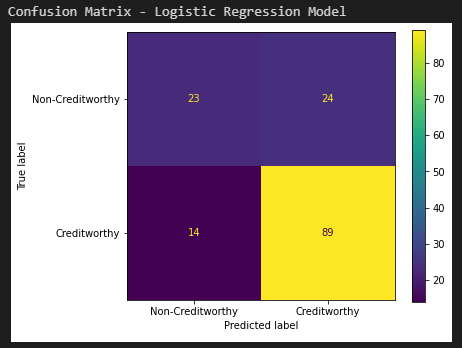 Confusion Matrix - Logistic Regression Model
Non-Creditworthy
Creditworthy
True label
23
24
14
89
Non-Creditworthy
Creditworthy
Predicted label
80
70
60
50
40
30
20